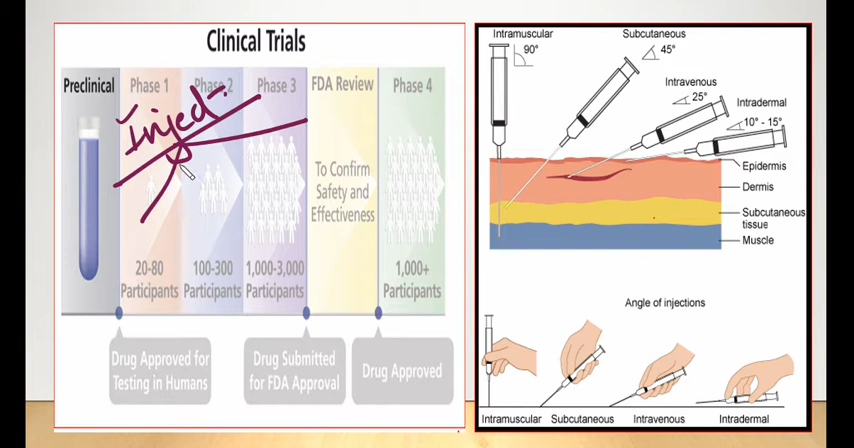 Clinical Trials
Preclinical
Phase 1
Phase 2
Phase 3
FDA Review
Phase 4
To Confirm
Safety and
Effectiveness
20-80
Participants
100-300
Participants
1,000-3,000
Participants
1,000+
Participants
Drug Approved for
Testing in Humans
Drug Submitted
for FDA Approval
Drug Approved
Intramuscular
90°
Subcutaneous
45°
Intravenous
25°
Intradermal
10° - 15°
Epidermis
Dermis
Subcutaneous
tissue
Muscle
Angle of injections
Intramuscular
Subcutaneous
Intravenous
Intradermal